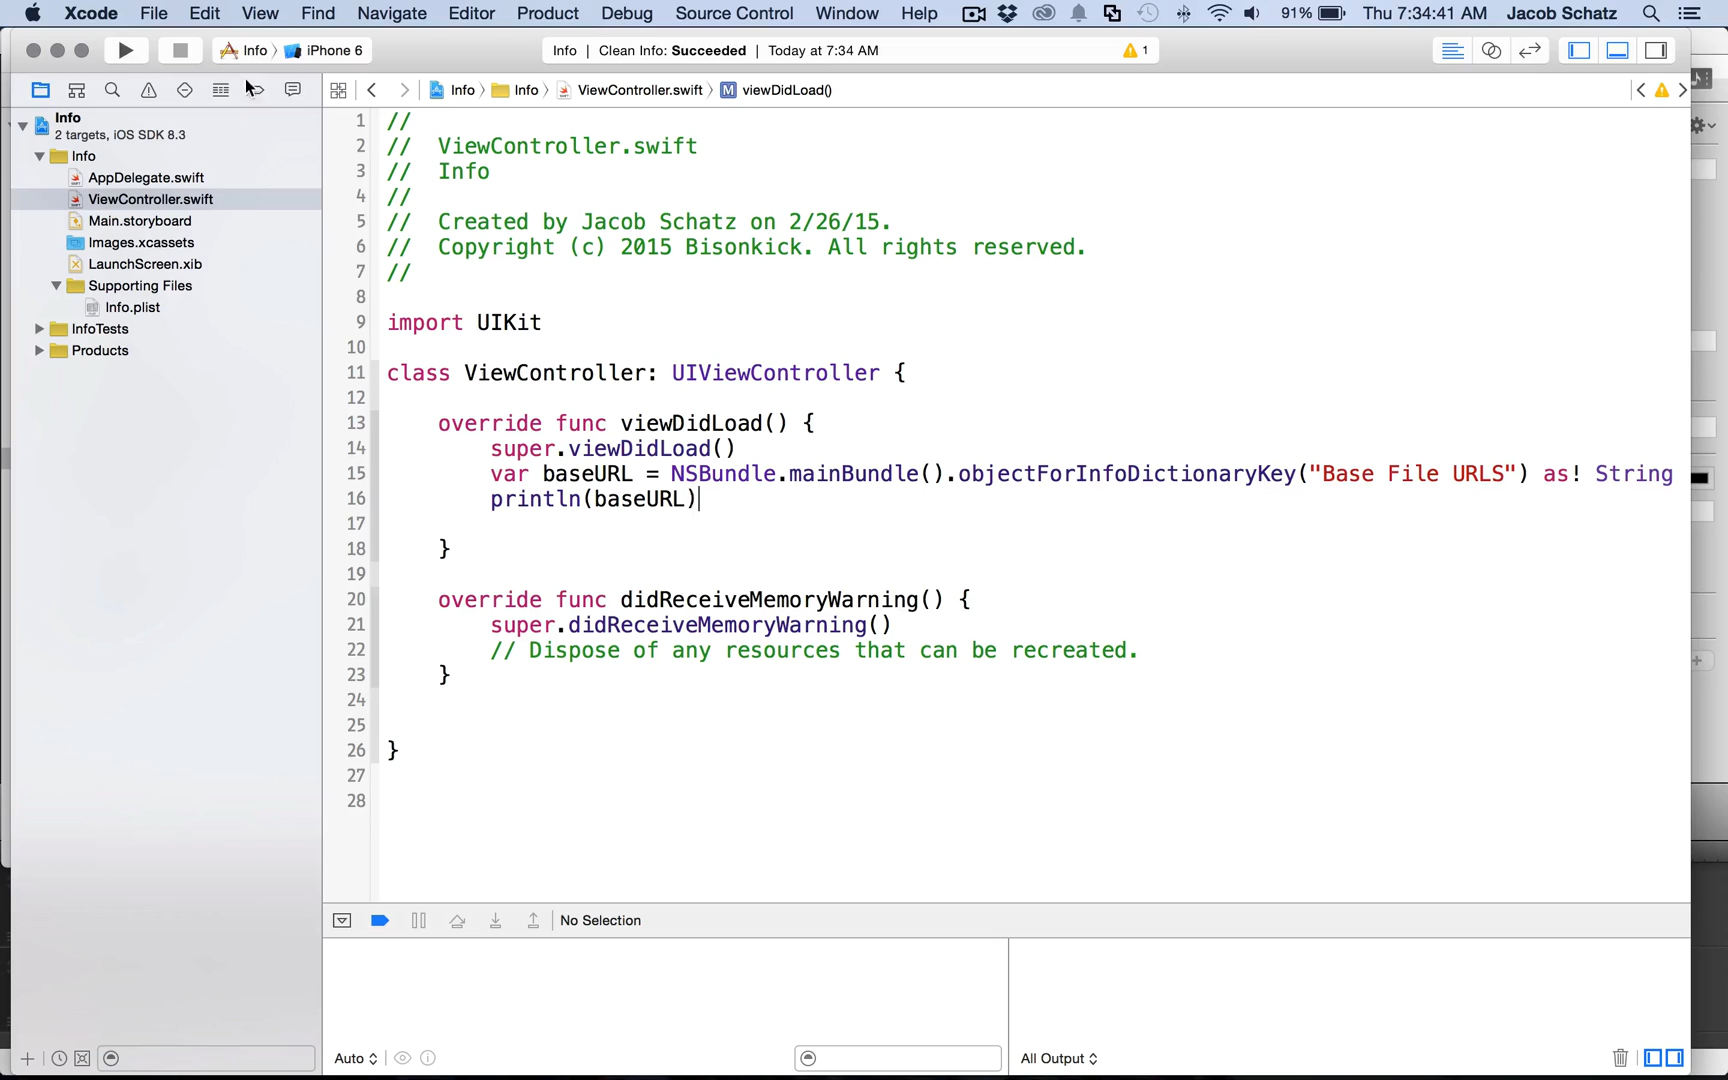 Xcode File Edit View Find Navigate Editor Product Debug Source Control Window Help 91% Thu 7:34:41 AM Jacob Schatz
Info iPhone 6 Info | Clean Info: Succeeded | Today at 7:34 AM 1
Info Info ViewController.swift M viewDidLoad()
Info
2 targets, iOS SDK 8.3
Info
AppDelegate.swift
ViewController.swift
Main.storyboard
Images.xcassets
LaunchScreen.xib
Supporting Files
Info.plist
InfoTests
Products
1 //
2 // ViewController.swift
3 // Info
4 //
5 // Created by Jacob Schatz on 2/26/15.
6 // Copyright (c) 2015 Bisonkick. All rights reserved.
7 //
8
9 import UIKit
10
11 class ViewController: UIViewController {
12
13 override func viewDidLoad() {
14 super.viewDidLoad()
15 var baseURL = NSBundle.mainBundle().objectForInfoDictionaryKey("Base File URLS") as! String
16 println(baseURL)
17
18 }
19
20 override func didReceiveMemoryWarning() {
21 super.didReceiveMemoryWarning()
22 // Dispose of any resources that can be recreated.
23 }
24
25
26 }
27
28
No Selection
Auto All Output